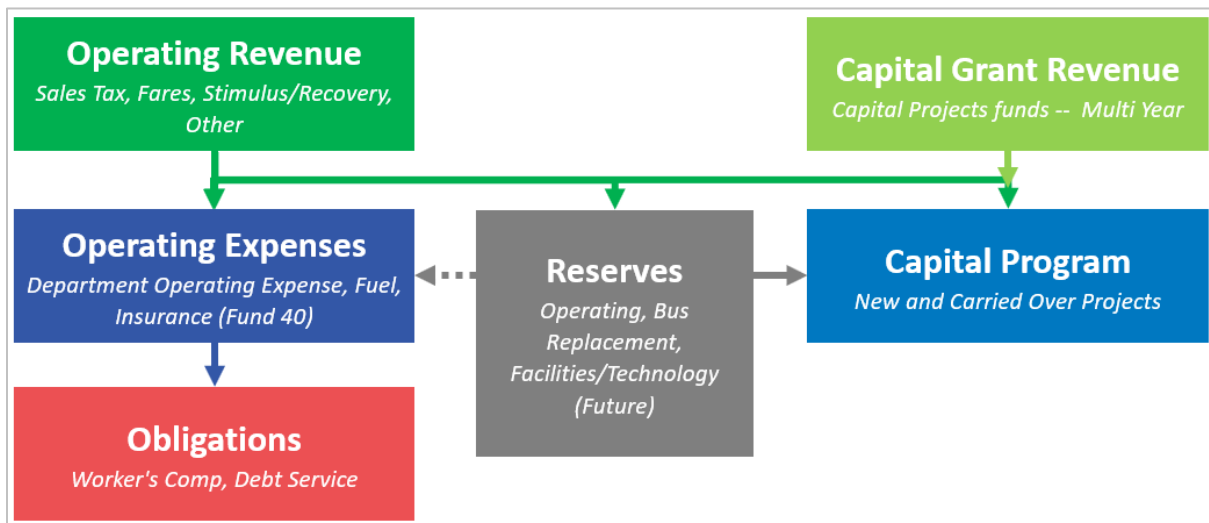 Operating Revenue
Sales Tax, Fares, Stimulus/Recovery,
Other
Capital Grant Revenue
Capital Projects funds -- Multi Year
Operating Expenses
Department Operating Expense, Fuel,
Insurance (Fund 40)
Reserves
Operating, Bus
Replacement,
Facilities/Technology
(Future)
Capital Program
New and Carried Over Projects
Obligations
Worker's Comp, Debt Service